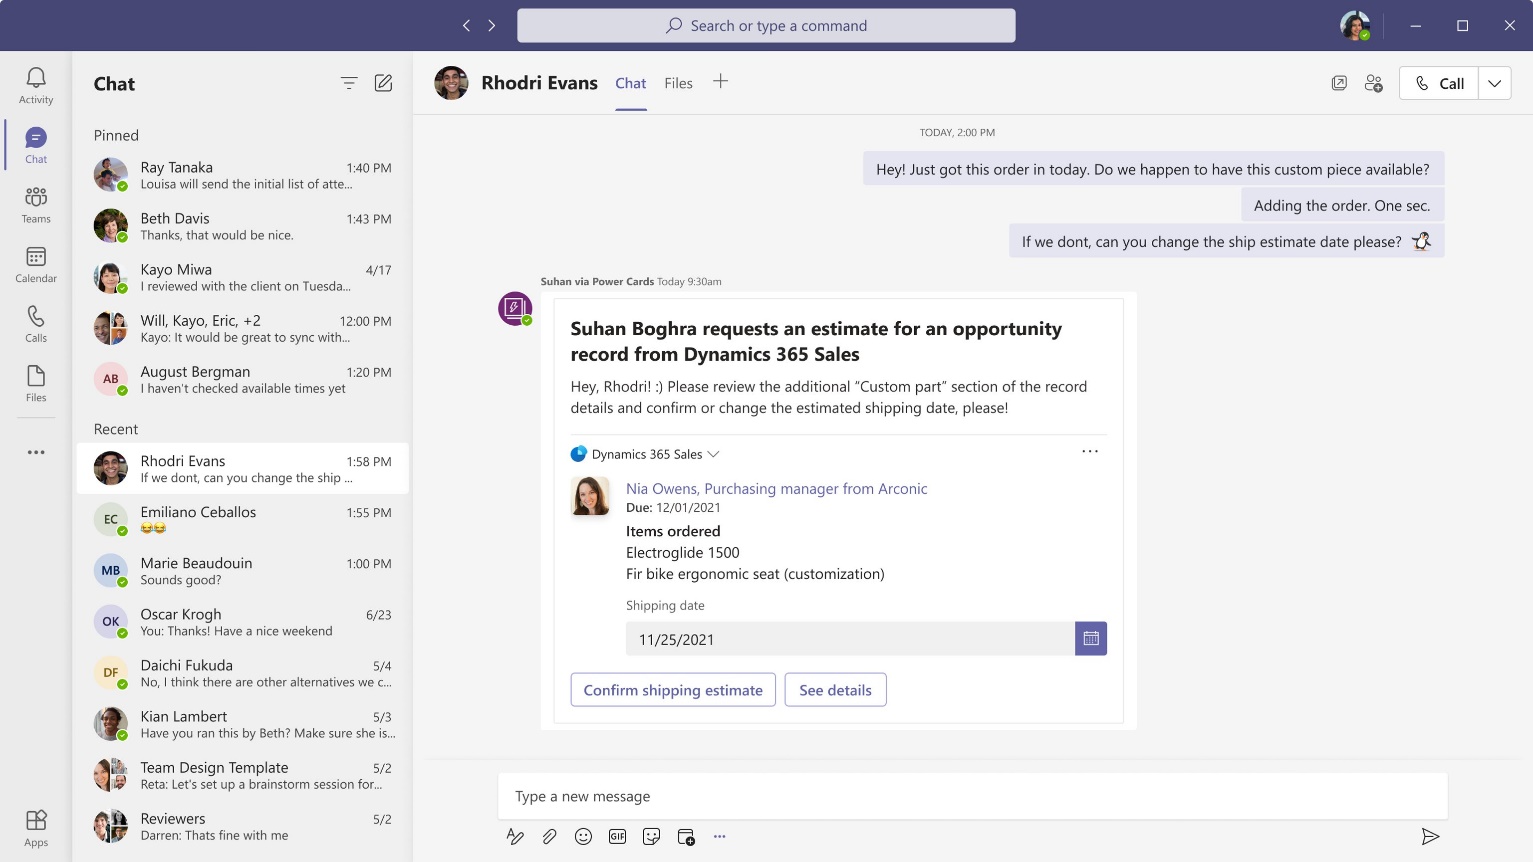 Search or type a command
Activity
Chat
Teams
Calendar
Calls
Files
Apps
Chat
Pinned
Ray Tanaka 1:40 PM
Louisa will send the initial list of atte...
Beth Davis 1:43 PM
Thanks, that would be nice.
Kayo Miwa 4/17
I reviewed with the client on Tuesda...
Will, Kayo, Eric, +2 12:00 PM
Kayo: It would be great to sync with...
AB
August Bergman 1:20 PM
I haven't checked available times yet
Recent
Rhodri Evans 1:58 PM
If we dont, can you change the ship ...
EC
Emiliano Ceballos 1:55 PM
😂😂
MB
Marie Beaudouin 1:00 PM
Sounds good?
OK
Oscar Krogh 6/23
You: Thanks! Have a nice weekend
DF
Daichi Fukuda 5/4
No, I think there are other alternatives we c...
Kian Lambert 5/3
Have you ran this by Beth? Make sure she is...
Team Design Template 5/2
Reta: Let's set up a brainstorm session for...
Reviewers 5/2
Darren: Thats fine with me
Rhodri Evans Chat Files
Call
TODAY, 2:00 PM
Hey! Just got this order in today. Do we happen to have this custom piece available?
Adding the order. One sec.
If we dont, can you change the ship estimate date please? 🐧
Suhan via Power Cards Today 9:30am
Suhan Boghra requests an estimate for an opportunity
record from Dynamics 365 Sales
Hey, Rhodri! :) Please review the additional “Custom part” section of the record
details and confirm or change the estimated shipping date, please!
Dynamics 365 Sales
Nia Owens, Purchasing manager from Arconic
Due: 12/01/2021
Items ordered
Electroglide 1500
Fir bike ergonomic seat (customization)
Shipping date
11/25/2021
Confirm shipping estimate See details
Type a new message
GIF